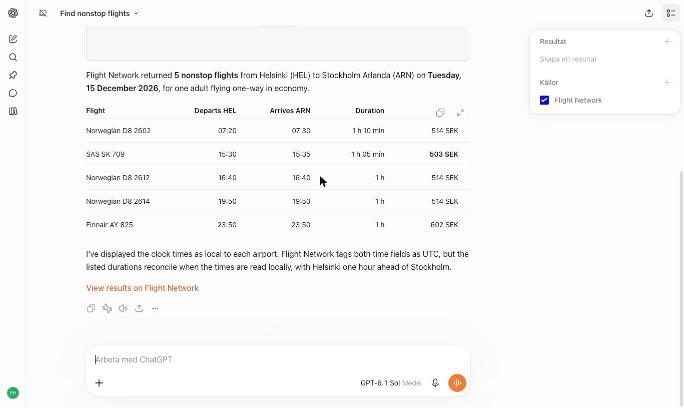 Find nonstop flights
Flight Network returned 5 nonstop flights from Helsinki (HEL) to Stockholm Arlanda (ARN) on Tuesday,
15 December 2026, for one adult flying one-way in economy.
Flight Departs HEL Arrives ARN Duration
Norwegian D8 2602 07:20 07:30 1 h 10 min 514 SEK
SAS SK 709 15:30 15:35 1 h 05 min 503 SEK
Norwegian D8 2612 16:40 16:40 1 h 514 SEK
Norwegian D8 2614 19:50 19:50 1 h 514 SEK
Finnair AY 825 23:50 23:50 1 h 602 SEK
I've displayed the clock times as local to each airport. Flight Network tags both time fields as UTC, but the
listed durations reconcile when the times are read locally, with Helsinki one hour ahead of Stockholm.
View results on Flight Network
Arbeta med ChatGPT
Resultat
Skapa ett resultat
Källor
Flight Network